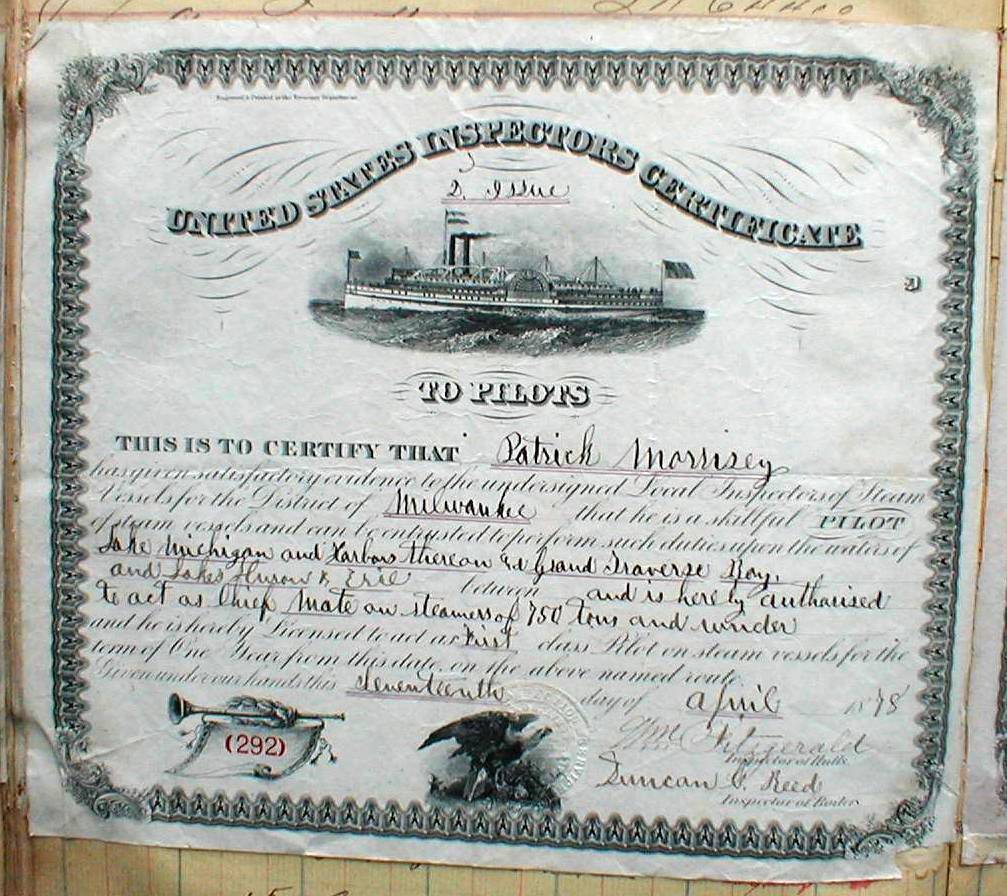 Engraved & Printed at the Treasury Department
UNITED STATES INSPECTORS CERTIFICATE
2. Issue
TO PILOTS
THIS IS TO CERTIFY THAT Patrick Morrisey
has given satisfactory evidence to the undersigned Local Inspectors of Steam
Vessels for the District of Milwaukee that he is a skillful PILOT
of steam vessels and can be entrusted to perform such duties upon the waters of
Lake Michigan and Harbors thereon Grand Traverse Bay,
and Lakes Huron & Erie between and is hereby authorised
to act as Chief Mate on steamers of 750 tons and under
and he is hereby Licensed to act as First class Pilot on steam vessels for the
term of One Year from this date, on the above named route.
Given under our hands this Seventeenth day of April 1878
(292)
Wm Fitzgerald
Inspector of Hulls
Duncan C. Reed
Inspector of Boilers